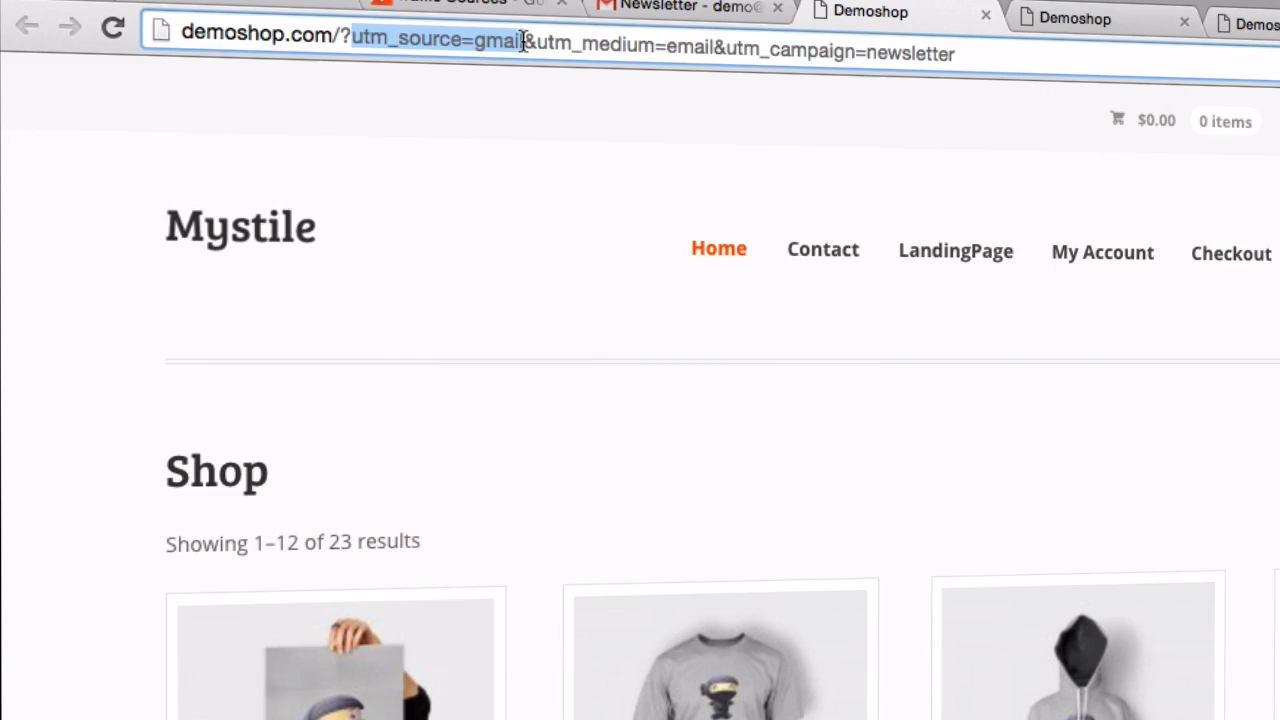 Newsletter - demo@
Demoshop
Demoshop
demoshop.com/?utm_source=gmail&utm_medium=email&utm_campaign=newsletter
$0.00 0 items
Mystile
Home Contact LandingPage My Account Checkout
Shop
Showing 1–12 of 23 results